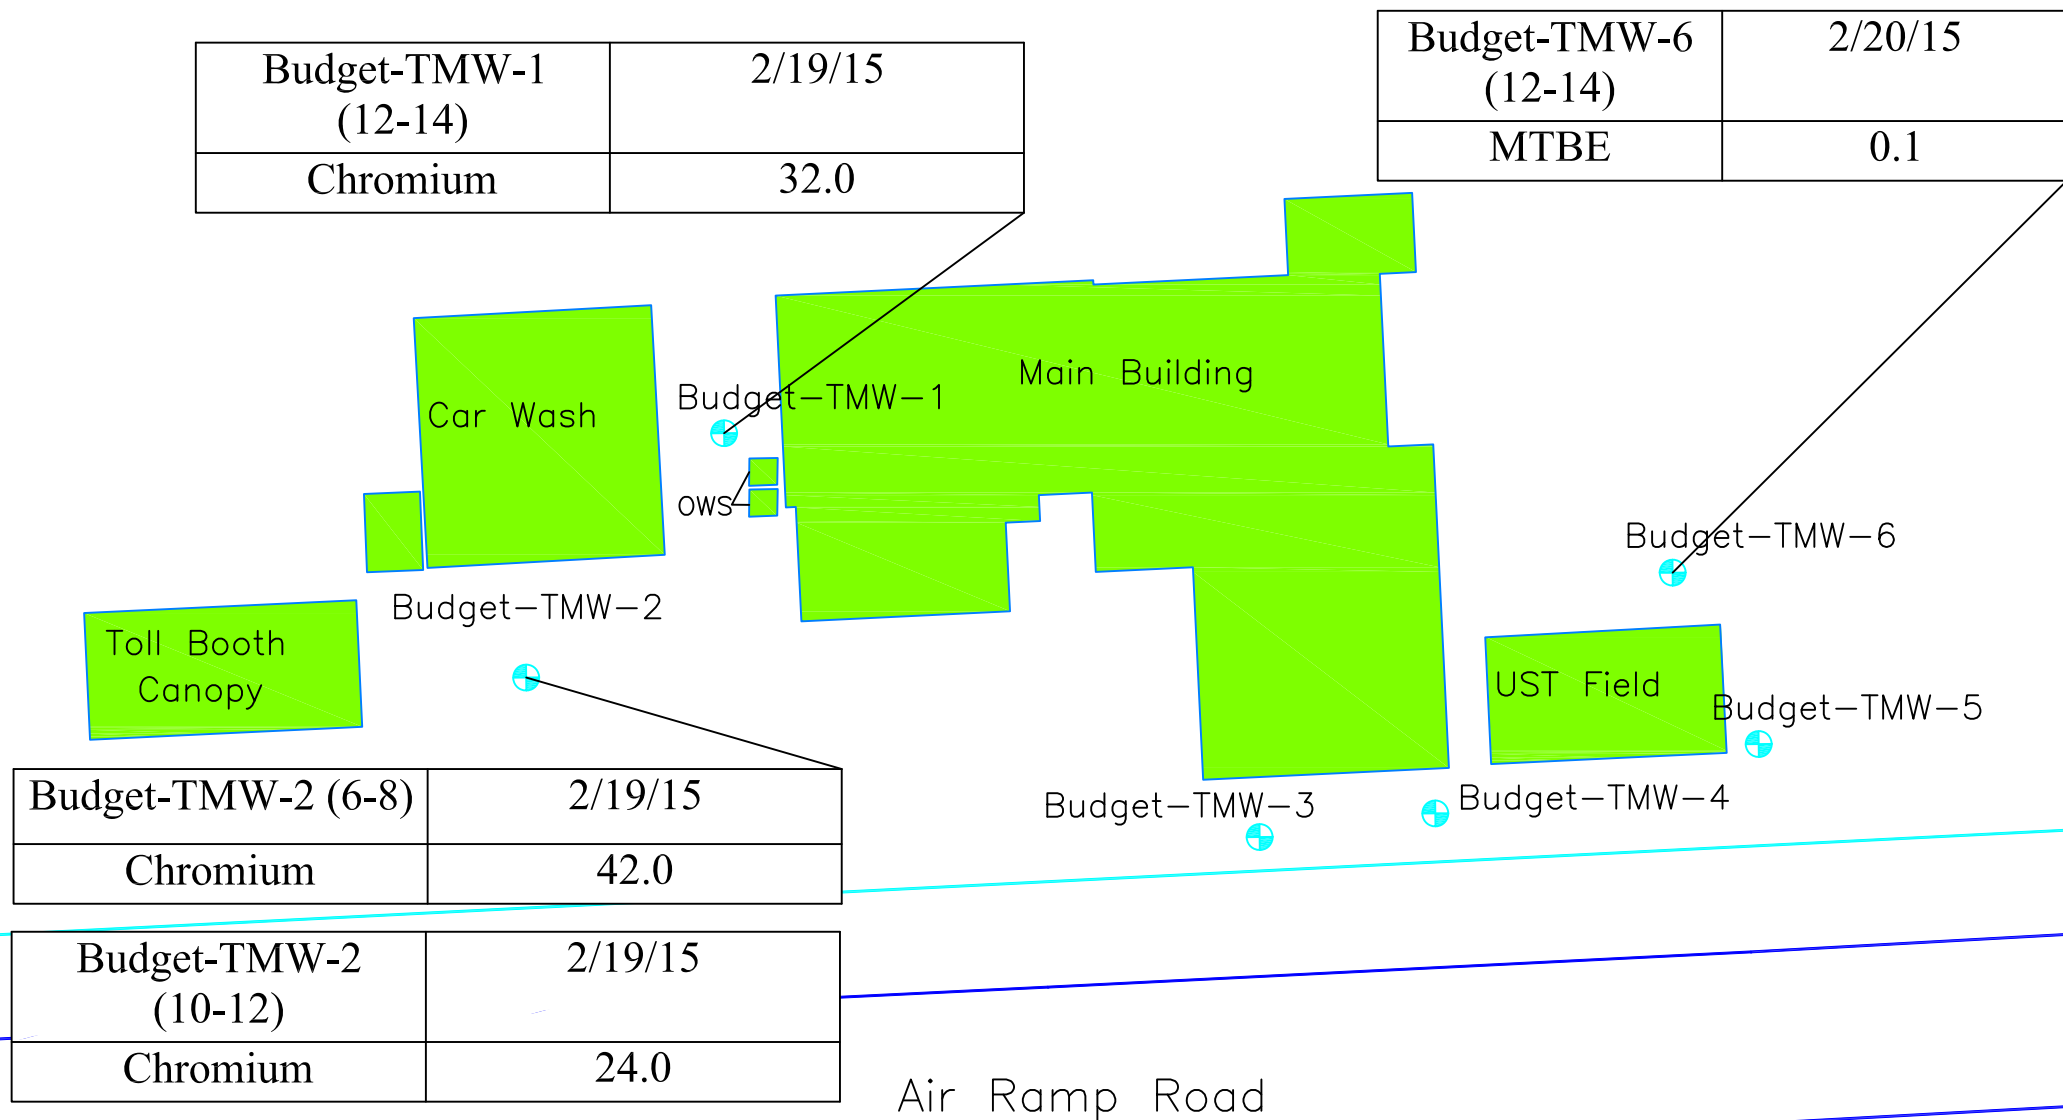 Budget-TMW-1 2/19/15
(12-14)
Chromium 32.0
Budget-TMW-6 2/20/15
(12-14)
MTBE 0.1
Main Building
Budget-TMW-1
Car Wash
OWS
Budget-TMW-6
Budget-TMW-2
Toll Booth
Canopy
UST Field
Budget-TMW-5
Budget-TMW-3
Budget-TMW-4
Budget-TMW-2 (6-8) 2/19/15
Chromium 42.0
Budget-TMW-2 2/19/15
(10-12)
Chromium 24.0
Air Ramp Road